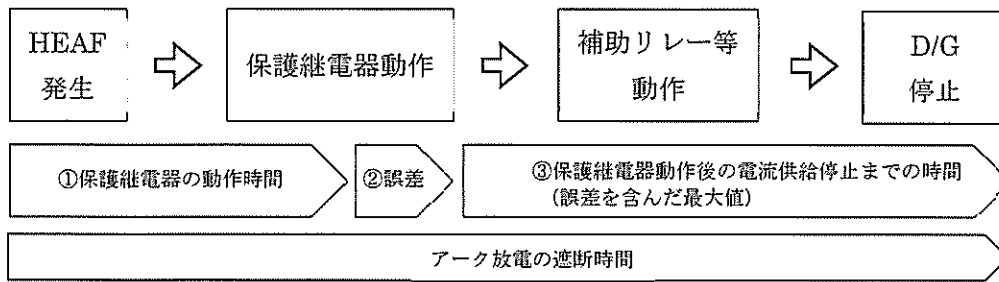 HEAF
発生
保護継電器動作
補助リレー等
動作
D/G
停止
①保護継電器の動作時間
②誤差
③保護継電器動作後の電流供給停止までの時間
(誤差を含んだ最大値)
アーク放電の遮断時間